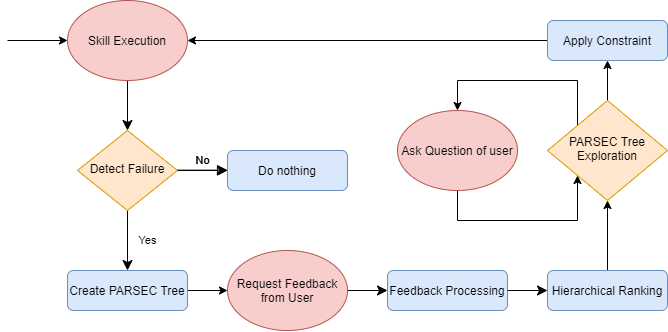 Skill Execution
Apply Constraint
Detect Failure
No
Do nothing
Ask Question of user
PARSEC Tree
Exploration
Yes
Create PARSEC Tree
Request Feedback
from User
Feedback Processing
Hierarchical Ranking